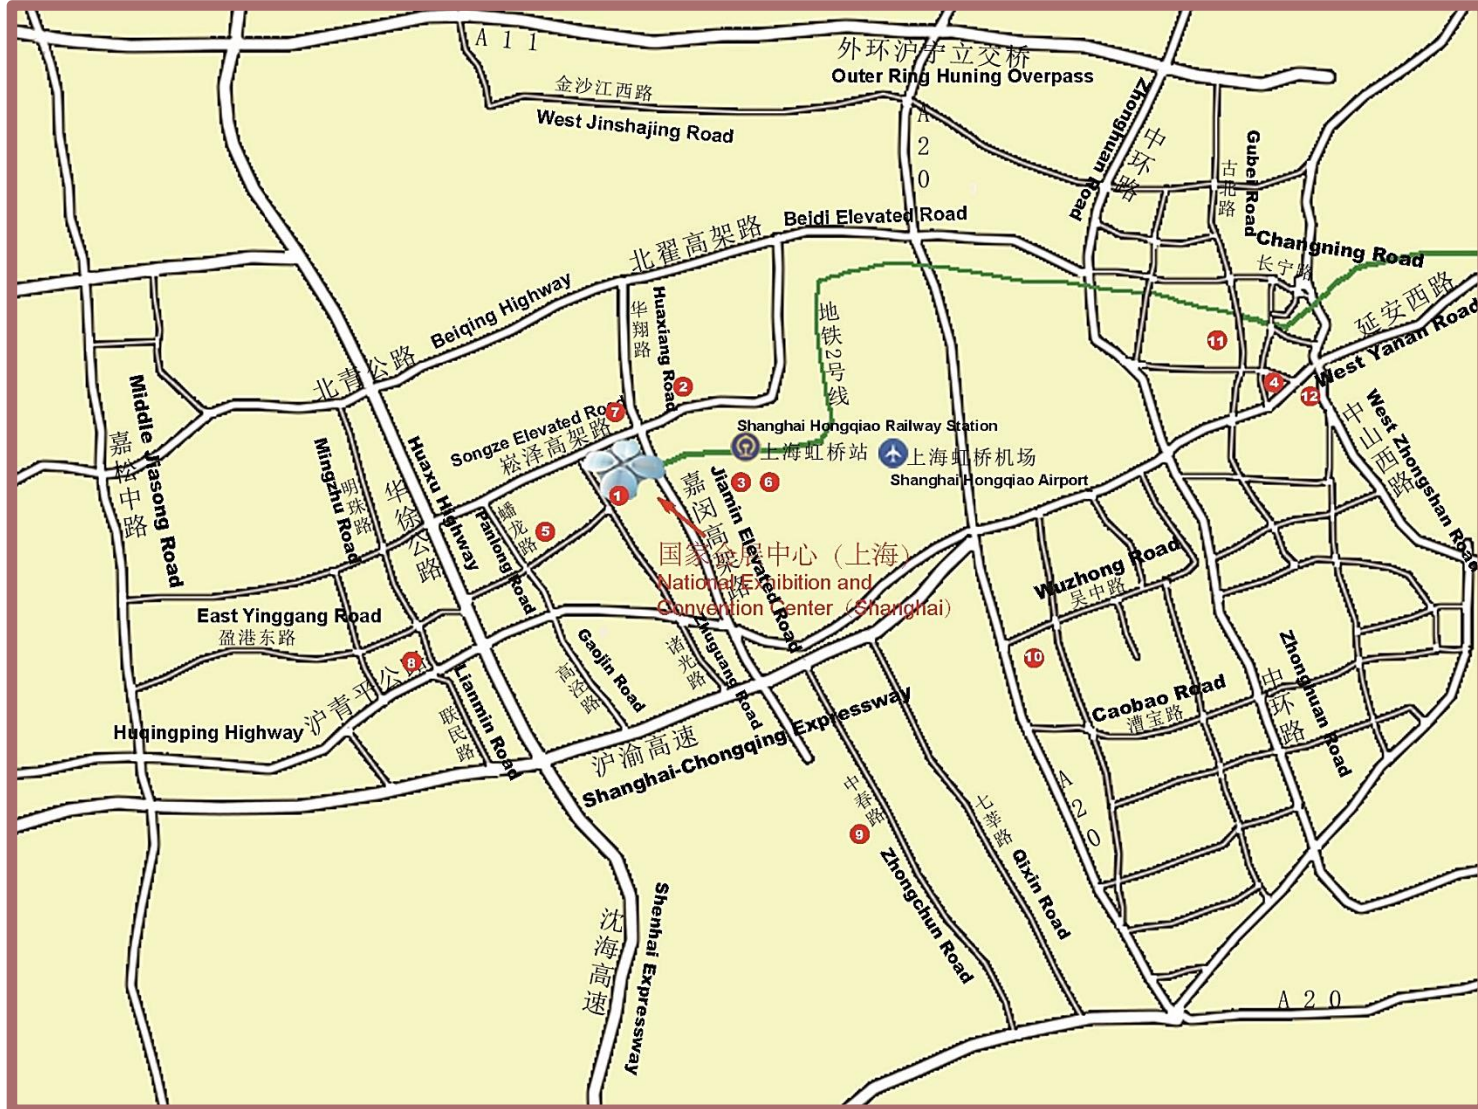 A11
外环沪宁立交桥
Outer Ring Huning Overpass
金沙江西路
West Jinshajing Road
A20
Zhonghuan Road
中环路
Gubei Road
古北路
Changning Road
长宁路
北翟高架路
Beidi Elevated Road
Beiqing Highway
北青公路
华翔路
Huaxiang Road
地铁2号线
延安西路
West Yanan Road
11
4
12
2
7
Songze Elevated Road
崧泽高架路
Shanghai Hongqiao Railway Station
上海虹桥站
上海虹桥机场
Shanghai Hongqiao Airport
3
6
1
5
Middle Jiasong Road
嘉松中路
Mingzhu Road
明珠路
Huaxu Highway
华徐公路
Panlong Road
蟠龙路
嘉闵高架路
Jiamin Elevated Road
中山西路
West Zhongshan Road
国家会展中心（上海）
National Exhibition and
Convention Center（Shanghai）
Wuzhong Road
吴中路
East Yinggang Road
盈港东路
8
Huqingping Highway
沪青平公路
Lianmin Road
联民路
Gaojin Road
高泾路
Zhuguang Road
诸光路
10
Caobao Road
漕宝路
Zhonghuan Road
中环路
沪渝高速
Shanghai-Chongqing Expressway
中春路
9
Zhongchun Road
七莘路
Qixin Road
A20
沈海高速
Shenhai Expressway
A20